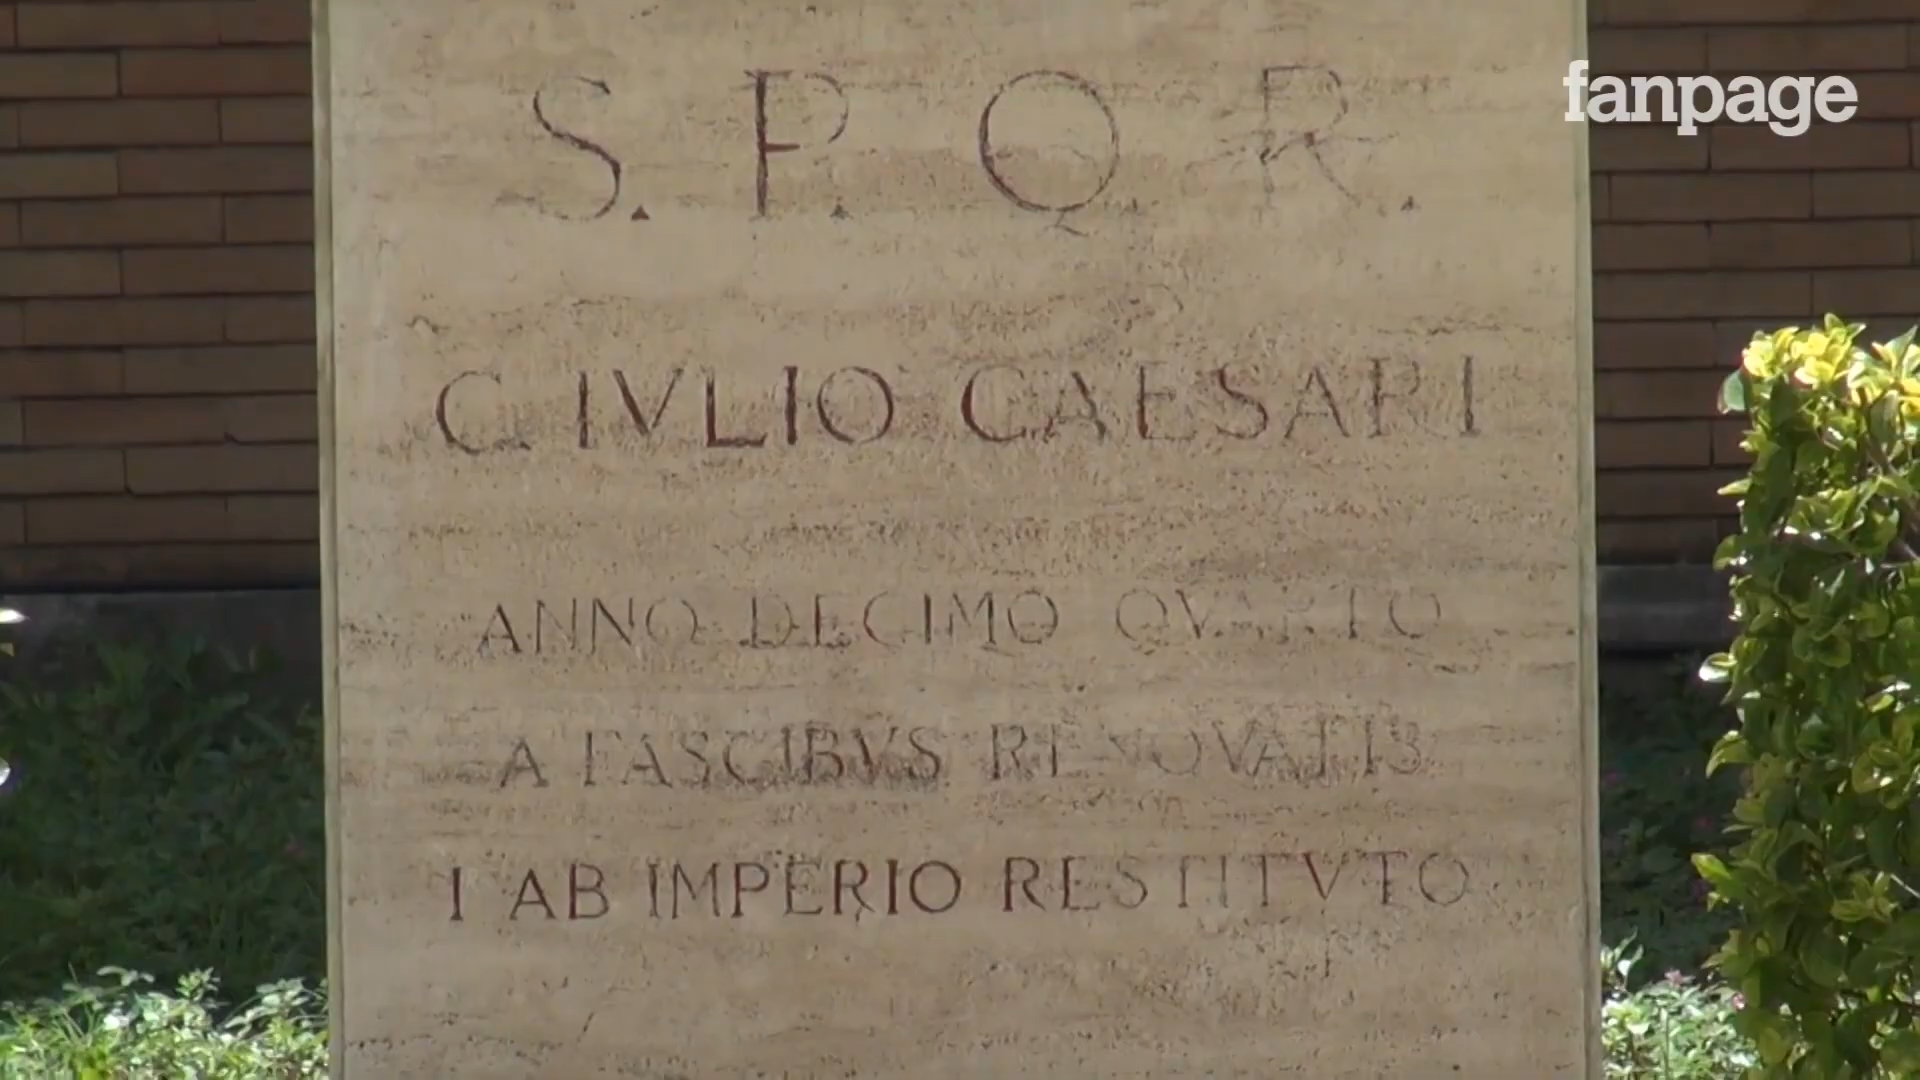 fanpage
S. P. Q. R.
C. IVLIO CAESARI
ANNO DECIMO QVARTO
A FASCIBVS RENOVATIS
I AB IMPERIO RESTITVTO